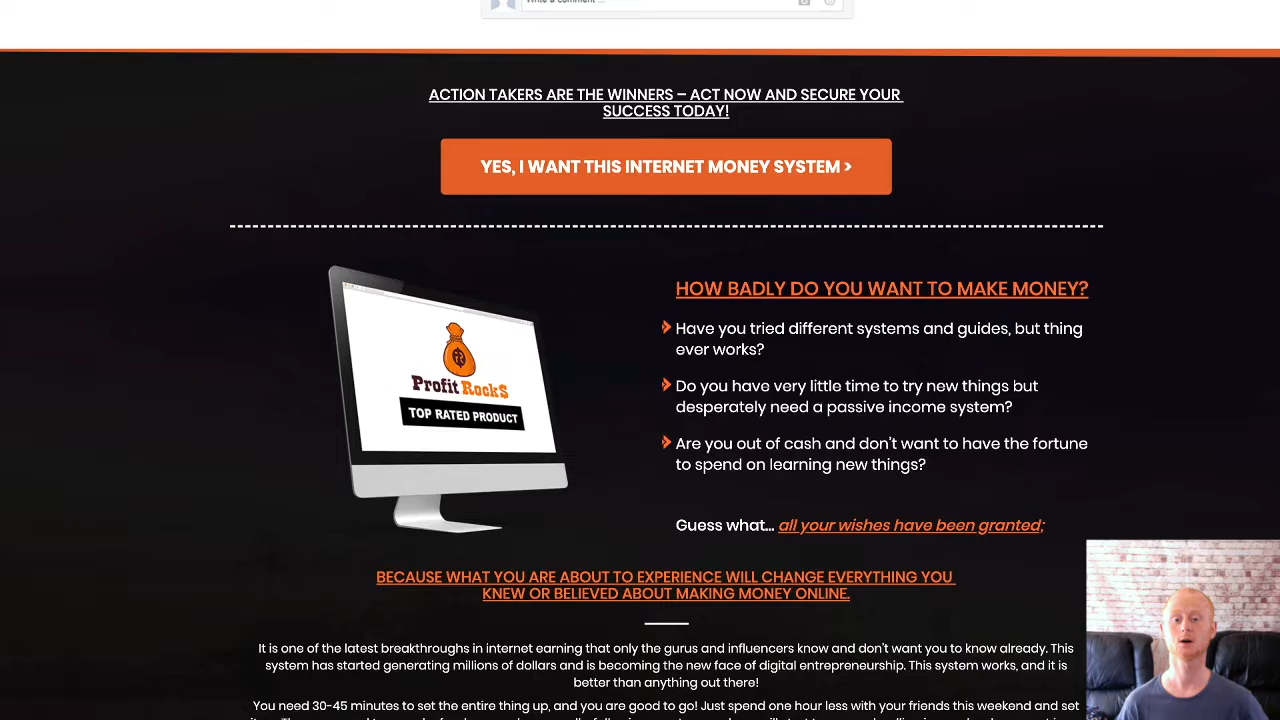 Write a comment ...
ACTION TAKERS ARE THE WINNERS – ACT NOW AND SECURE YOUR
SUCCESS TODAY!
YES, I WANT THIS INTERNET MONEY SYSTEM >
HOW BADLY DO YOU WANT TO MAKE MONEY?
Have you tried different systems and guides, but thing
ever works?
Do you have very little time to try new things but
desperately need a passive income system?
Are you out of cash and don't want to have the fortune
to spend on learning new things?
Profit Rock$
TOP RATED PRODUCT
Guess what... all your wishes have been granted;
BECAUSE WHAT YOU ARE ABOUT TO EXPERIENCE WILL CHANGE EVERYTHING YOU
KNEW OR BELIEVED ABOUT MAKING MONEY ONLINE.
It is one of the latest breakthroughs in internet earning that only the gurus and influencers know and don't want you to know already. This
system has started generating millions of dollars and is becoming the new face of digital entrepreneurship. This system works, and it is
better than anything out there!
You need 30-45 minutes to set the entire thing up, and you are good to go! Just spend one hour less with your friends this weekend and set